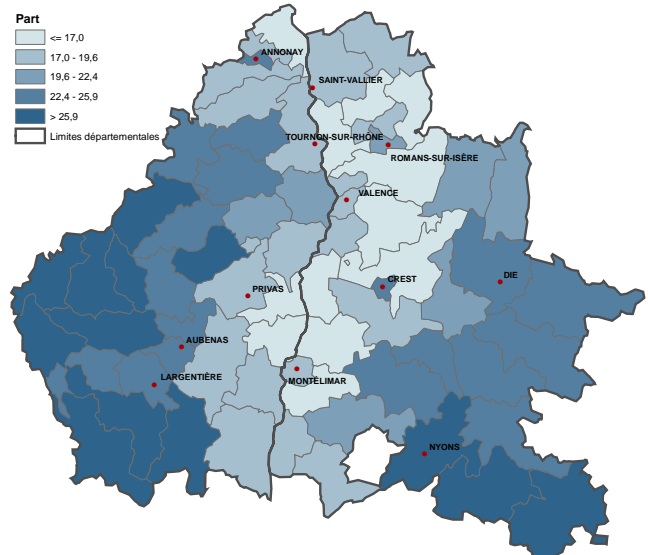 Part
<= 17,0
17,0 - 19,6
19,6 - 22,4
22,4 - 25,9
> 25,9
Limites départementales
ANNONAY
SAINT-VALLIER
TOURNON-SUR-RHÔNE
ROMANS-SUR-ISÈRE
VALENCE
DIE
CREST
PRIVAS
AUBENAS
LARGENTIÈRE
MONTÉLIMAR
NYONS